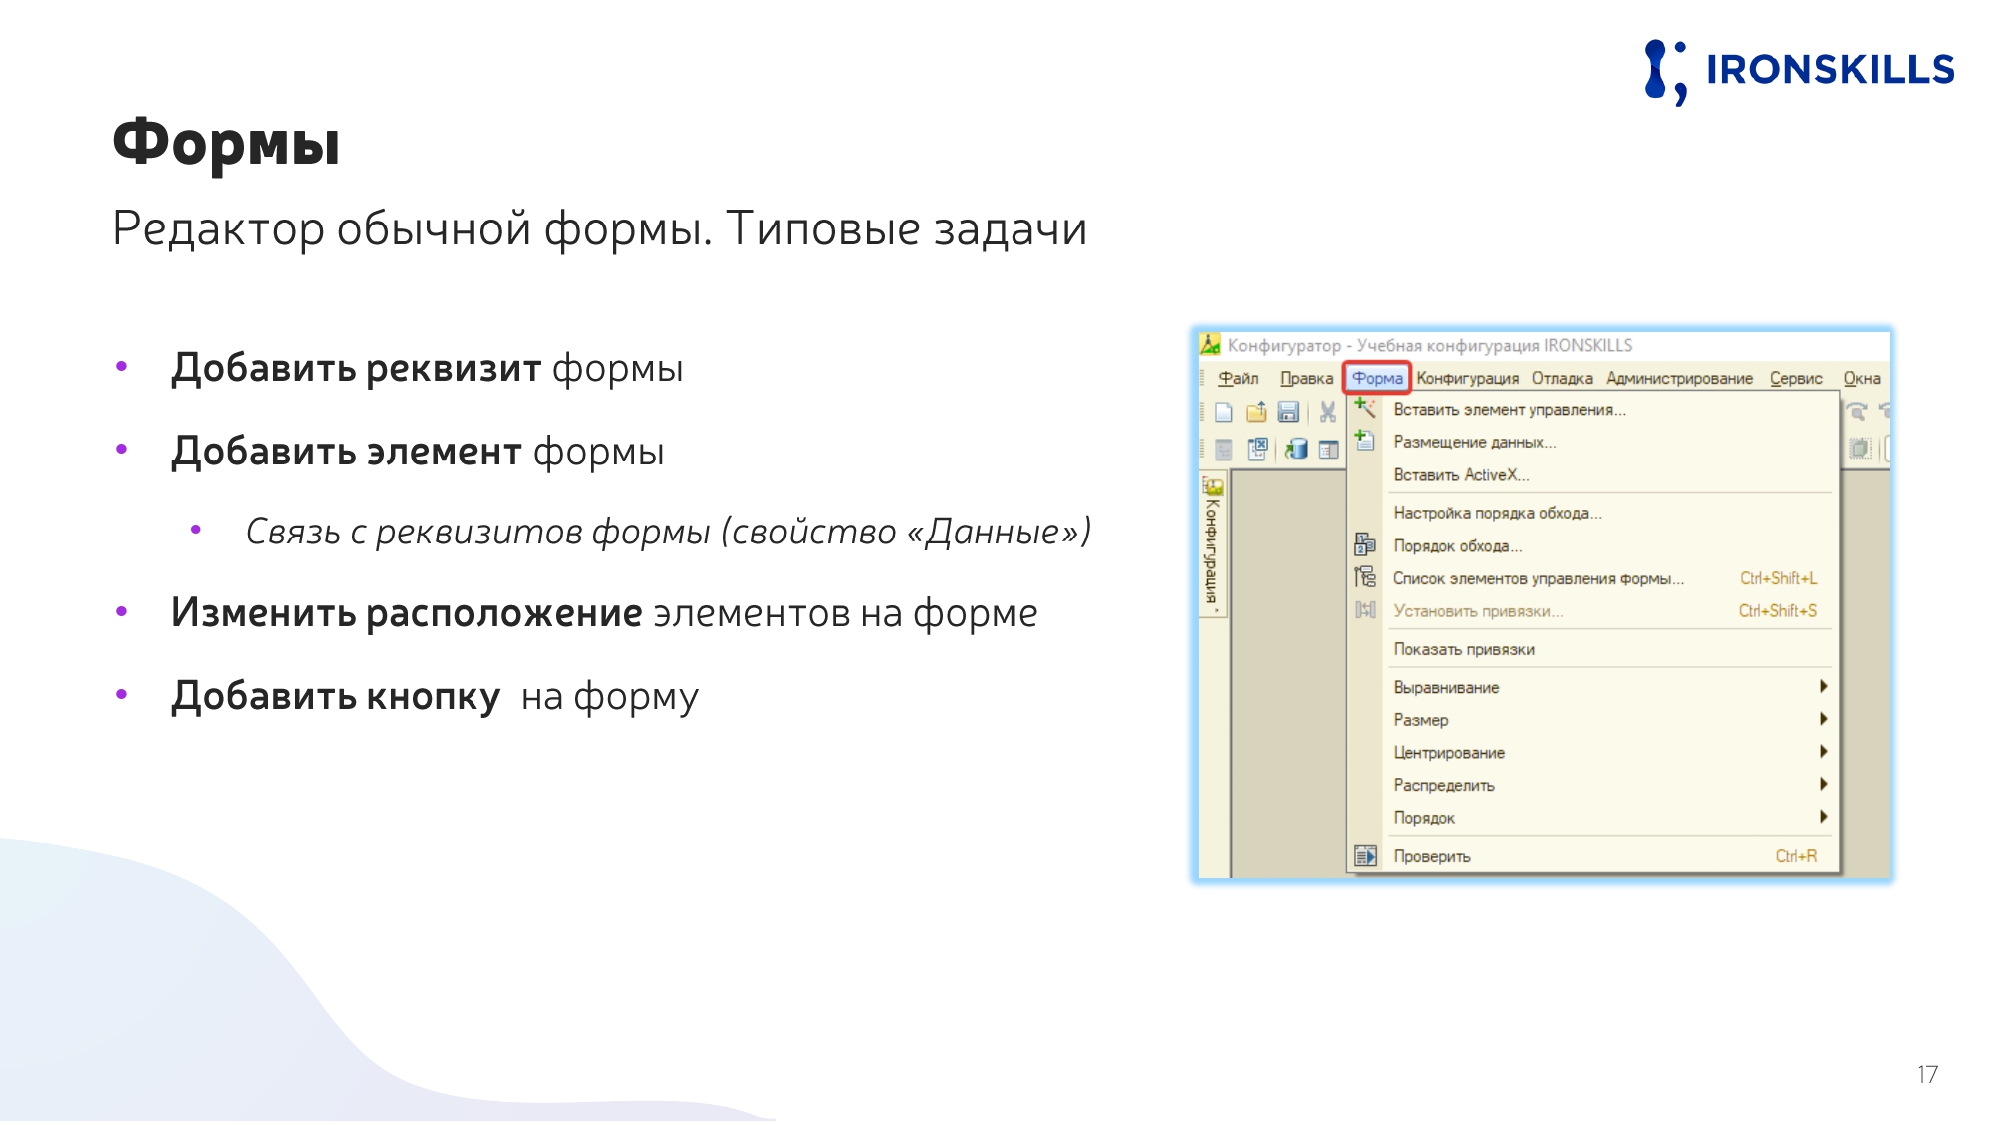 IRONSKILLS
Формы
Редактор обычной формы. Типовые задачи
• Добавить реквизит формы
• Добавить элемент формы
• Связь с реквизитов формы (свойство «Данные»)
• Изменить расположение элементов на форме
• Добавить кнопку на форму
Конфигуратор - Учебная конфигурация IRONSKILLS
Файл Правка Форма Конфигурация Отладка Администрирование Сервис Окна
Вставить элемент управления...
Размещение данных...
Вставить ActiveX...
Настройка порядка обхода...
Порядок обхода...
Список элементов управления формы... Ctrl+Shift+L
Установить привязки... Ctrl+Shift+S
Показать привязки
Выравнивание
Размер
Центрирование
Распределить
Порядок
Проверить Ctrl+R
Конфигурация
17